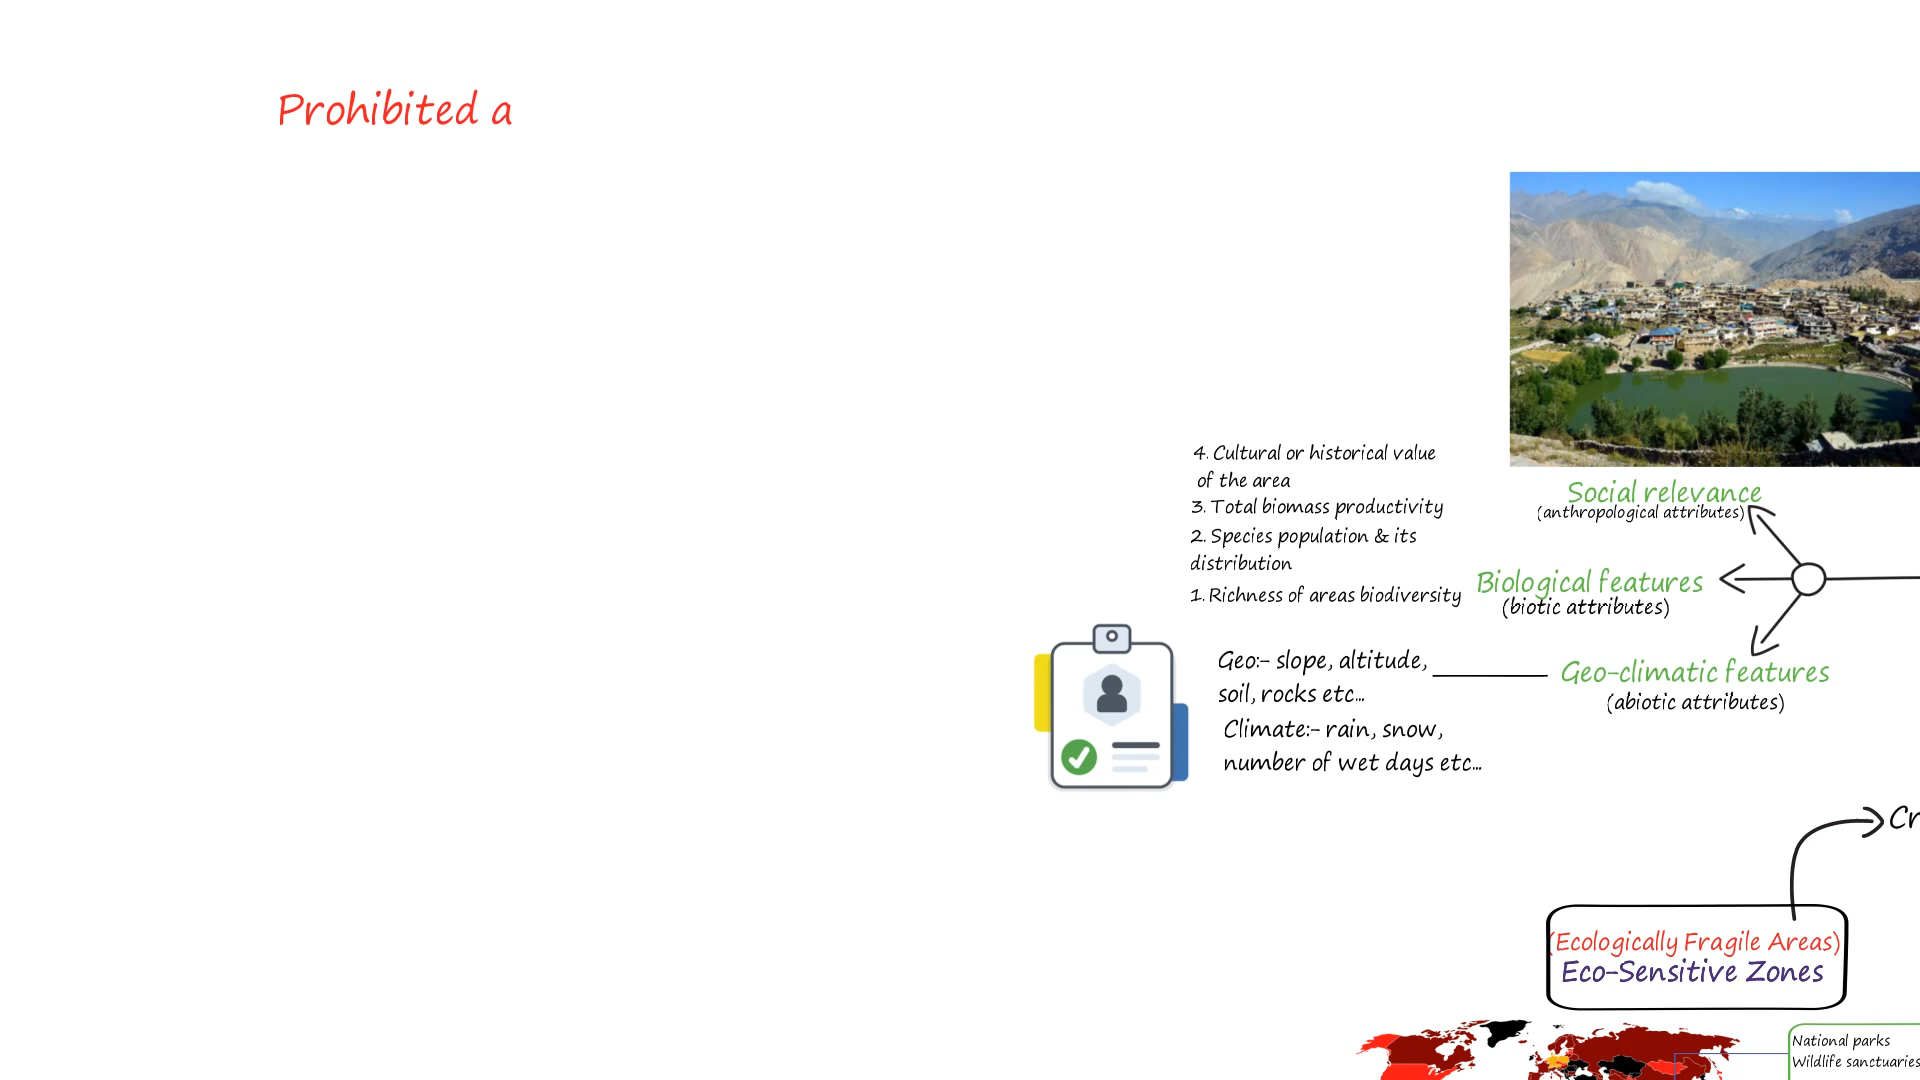 Prohibited a
4. Cultural or historical value
of the area
3. Total biomass productivity
2. Species population & its
distribution
1. Richness of areas biodiversity
Social relevance
(anthropological attributes)
Biological features
(biotic attributes)
Geo:- slope, altitude,
soil, rocks etc...
Climate:- rain, snow,
number of wet days etc...
Geo-climatic features
(abiotic attributes)
Cr
(Ecologically Fragile Areas)
Eco-Sensitive Zones
National parks
Wildlife sanctuaries